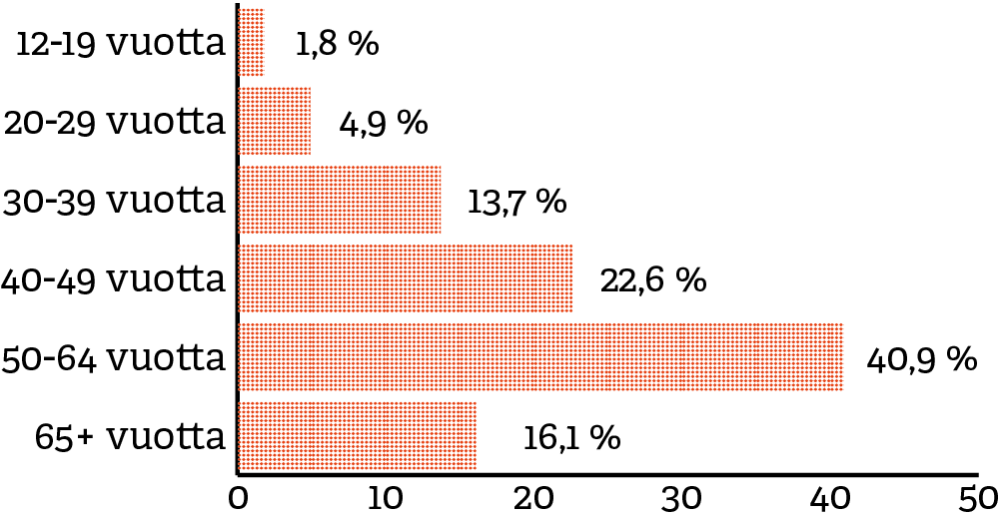 12-19 vuotta 1,8 %
20-29 vuotta 4,9 %
30-39 vuotta 13,7 %
40-49 vuotta 22,6 %
50-64 vuotta 40,9 %
65+ vuotta 16,1 %
0 10 20 30 40 50